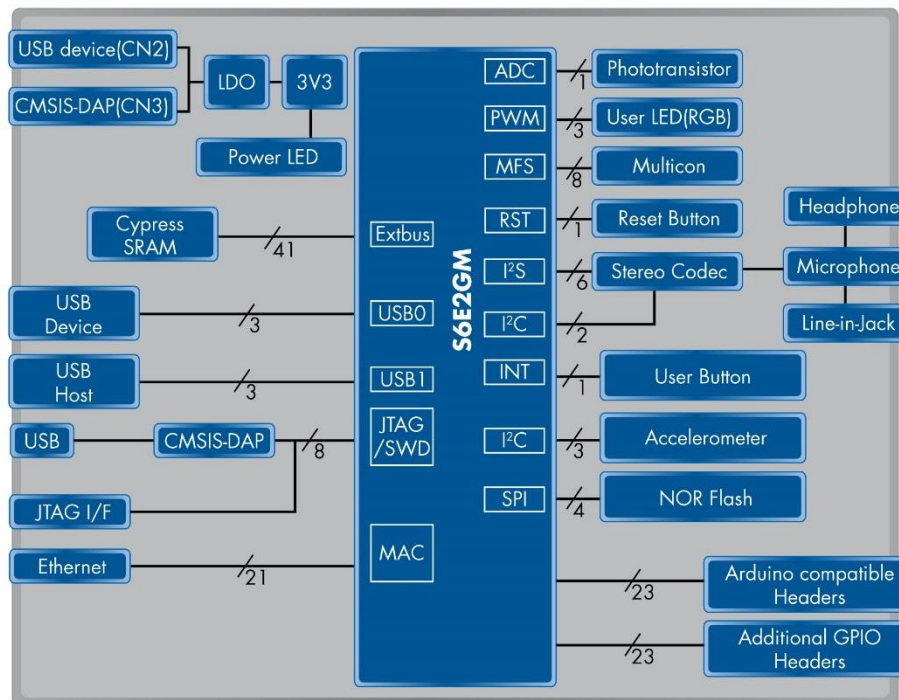 USB device(CN2)
CMSIS-DAP(CN3)
LDO
3V3
Power LED
Cypress
SRAM
41
Extbus
USB
Device
3
USB0
USB
Host
3
USB1
USB
CMSIS-DAP
8
JTAG
/SWD
JTAG I/F
Ethernet
21
MAC
S6E2GM
ADC
1
Phototransistor
PWM
3
User LED(RGB)
MFS
8
Multicon
RST
1
Reset Button
I²S
6
Stereo Codec
I²C
2
Headphone
Microphone
Line-in-Jack
INT
1
User Button
I²C
3
Accelerometer
SPI
4
NOR Flash
23
Arduino compatible
Headers
23
Additional GPIO
Headers